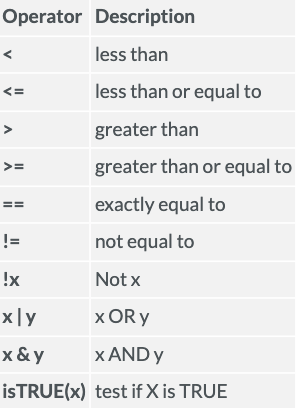 Operator Description
< less than
<= less than or equal to
> greater than
>= greater than or equal to
== exactly equal to
!= not equal to
!x Not x
x | y x OR y
x & y x AND y
isTRUE(x) test if X is TRUE